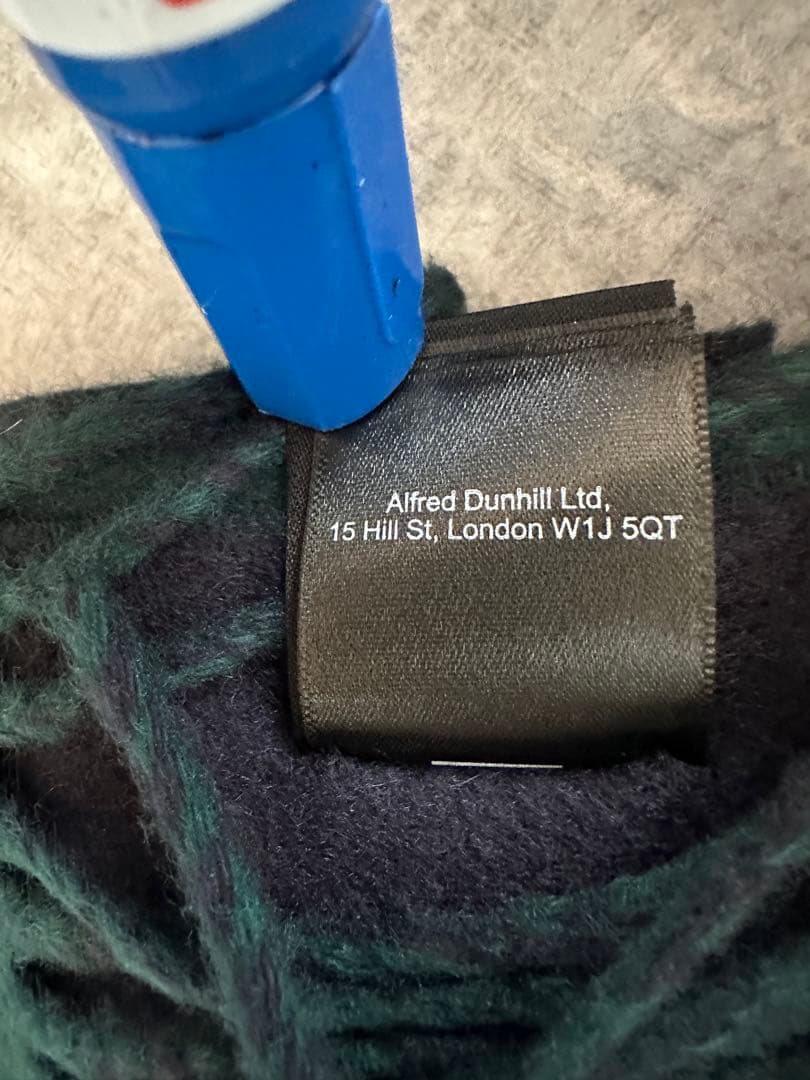 Alfred Dunhill Ltd,
15 Hill St, London W1J 5QT